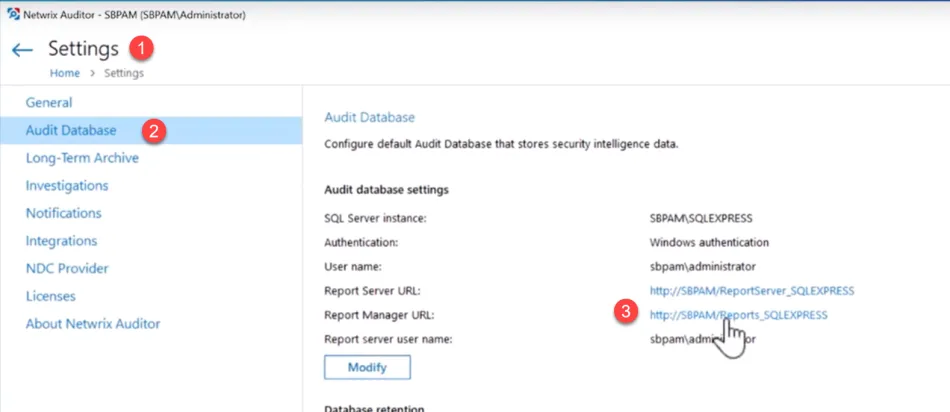 Netwrix Auditor - SBPAM (SBPAM\Administrator)
Settings 1
Home > Settings
General
Audit Database 2
Long-Term Archive
Investigations
Notifications
Integrations
NDC Provider
Licenses
About Netwrix Auditor
Audit Database
Configure default Audit Database that stores security intelligence data.
Audit database settings
SQL Server instance: SBPAM\SQLEXPRESS
Authentication: Windows authentication
User name: sbpam\administrator
Report Server URL: http://SBPAM/ReportServer_SQLEXPRESS
Report Manager URL: 3 http://SBPAM/Reports_SQLEXPRESS
Report server user name: sbpam\administrator
Modify
Database retention